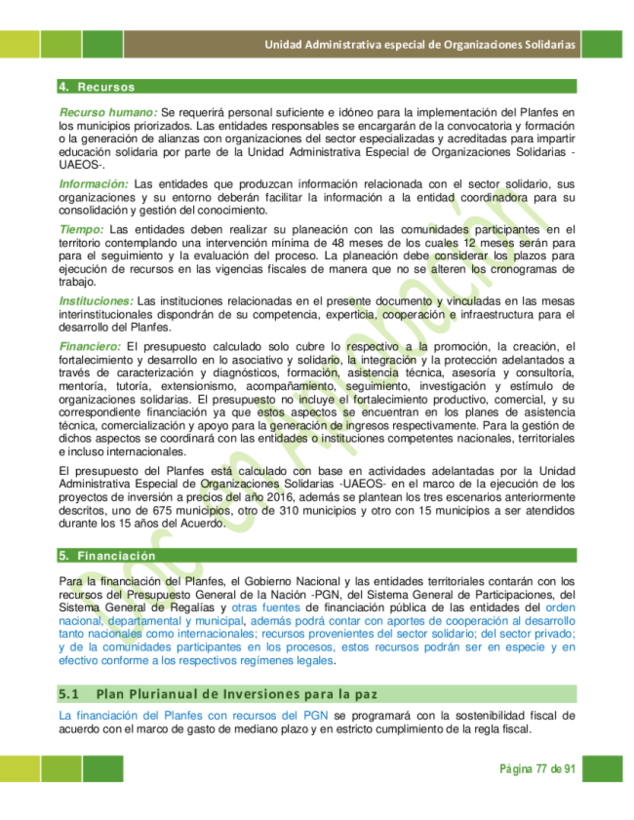 Unidad Administrativa especial de Organizaciones Solidarias
4. Recursos
Recurso humano: Se requerirá personal suficiente e idóneo para la implementación del Planfes en
los municipios priorizados. Las entidades responsables se encargarán de la convocatoria y formación
o la generación de alianzas con organizaciones del sector especializadas y acreditadas para impartir
educación solidaria por parte de la Unidad Administrativa Especial de Organizaciones Solidarias -
UAEOS-.
Información: Las entidades que produzcan información relacionada con el sector solidario, sus
organizaciones y su entorno deberán facilitar la información a la entidad coordinadora para su
consolidación y gestión del conocimiento.
Tiempo: Las entidades deben realizar su planeación con las comunidades participantes en el
territorio contemplando una intervención mínima de 48 meses de los cuales 12 meses serán para
para el seguimiento y la evaluación del proceso. La planeación debe considerar los plazos para
ejecución de recursos en las vigencias fiscales de manera que no se alteren los cronogramas de
trabajo.
Instituciones: Las instituciones relacionadas en el presente documento y vinculadas en las mesas
interinstitucionales dispondrán de su competencia, experticia, cooperación e infraestructura para el
desarrollo del Planfes.
Financiero: El presupuesto calculado solo cubre lo respectivo a la promoción, la creación, el
fortalecimiento y desarrollo en lo asociativo y solidario, la integración y la protección adelantados a
través de caracterización y diagnósticos, formación, asistencia técnica, asesoría y consultoría,
mentoría, tutoría, extensionismo, acompañamiento, seguimiento, investigación y estímulo de
organizaciones solidarias. El presupuesto no incluye el fortalecimiento productivo, comercial, y su
correspondiente financiación ya que estos aspectos se encuentran en los planes de asistencia
técnica, comercialización y apoyo para la generación de ingresos respectivamente. Para la gestión de
dichos aspectos se coordinará con las entidades o instituciones competentes nacionales, territoriales
e incluso internacionales.
El presupuesto del Planfes está calculado con base en actividades adelantadas por la Unidad
Administrativa Especial de Organizaciones Solidarias -UAEOS- en el marco de la ejecución de los
proyectos de inversión a precios del año 2016, además se plantean los tres escenarios anteriormente
descritos, uno de 675 municipios, otro de 310 municipios y otro con 15 municipios a ser atendidos
durante los 15 años del Acuerdo.
Doc en Aprobación
5. Financiación
Para la financiación del Planfes, el Gobierno Nacional y las entidades territoriales contarán con los
recursos del Presupuesto General de la Nación -PGN, del Sistema General de Participaciones, del
Sistema General de Regalías y otras fuentes de financiación pública de las entidades del orden
nacional, departamental y municipal, además podrá contar con aportes de cooperación al desarrollo
tanto nacionales como internacionales; recursos provenientes del sector solidario; del sector privado;
y de la comunidades participantes en los procesos, estos recursos podrán ser en especie y en
efectivo conforme a los respectivos regímenes legales.
5.1 Plan Plurianual de Inversiones para la paz
La financiación del Planfes con recursos del PGN se programará con la sostenibilidad fiscal de
acuerdo con el marco de gasto de mediano plazo y en estricto cumplimiento de la regla fiscal.
Página 77 de 91